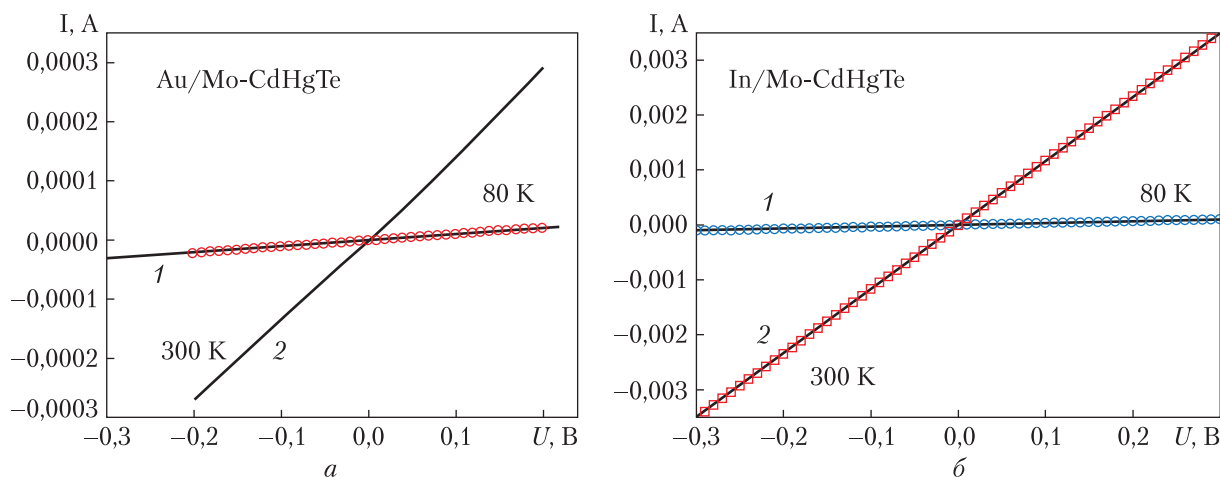 I, A
0,0003
0,0002
0,0001
0,0000
–0,0001
–0,0002
–0,0003
Au/Mo-CdHgTe
80 K
1
300 K
2
–0,3
–0,2
–0,1
0,0
0,1
U, В
а
I, A
0,003
0,002
0,001
0,000
–0,001
–0,002
–0,003
In/Mo-CdHgTe
80 K
1
2
300 K
–0,3
–0,2
–0,1
0,0
0,1
0,2
U, В
б